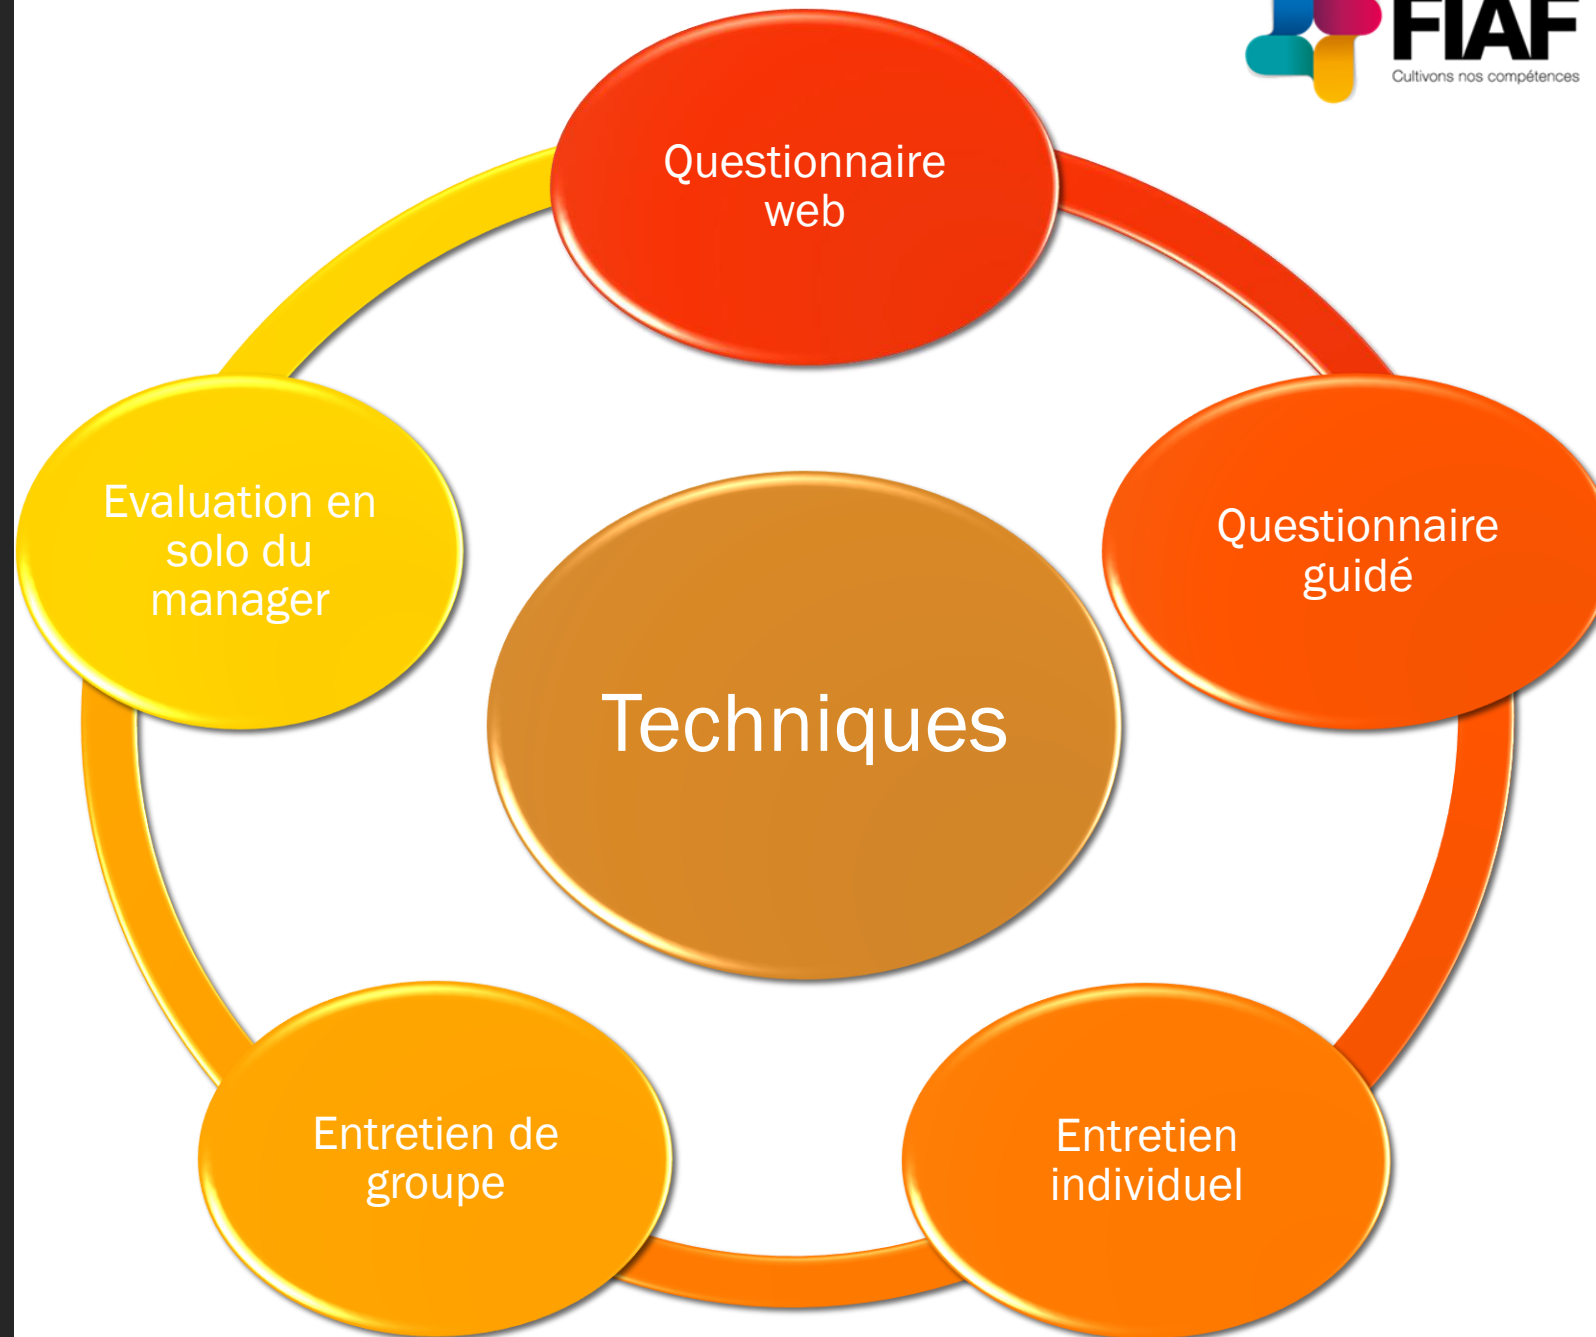 FIAF
Cultivons nos compétences
Questionnaire
web
Questionnaire
guidé
Entretien
individuel
Entretien de
groupe
Evaluation en
solo du
manager
Techniques